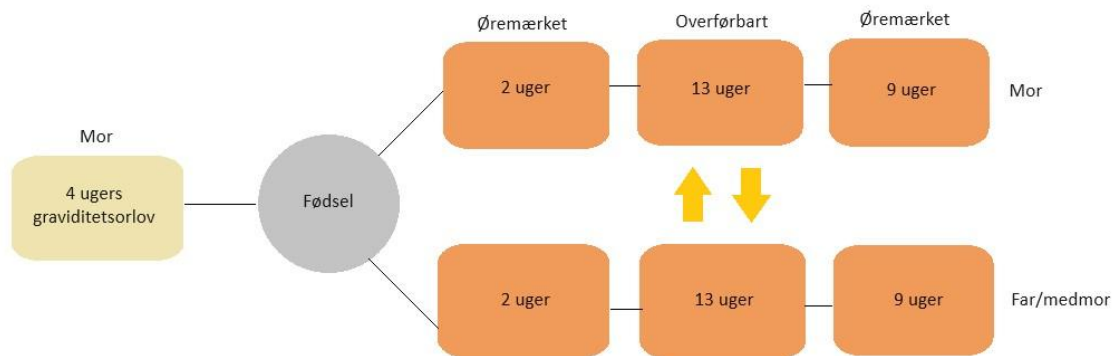 Øremærket
Overførbart
Øremærket
2 uger
13 uger
9 uger
Mor
Mor
4 ugers
graviditetsorlov
Fødsel
2 uger
13 uger
9 uger
Far/medmor